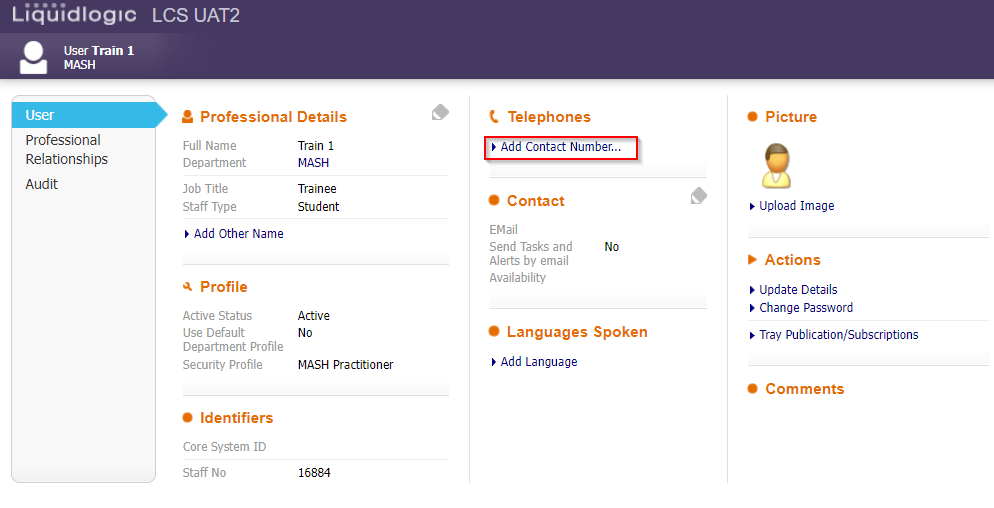 Liquidlogic LCS UAT2
User Train 1
MASH
User
Professional
Relationships
Audit
Professional Details
Full Name Train 1
Department MASH
Job Title Trainee
Staff Type Student
Add Other Name
Profile
Active Status Active
Use Default No
Department Profile
Security Profile MASH Practitioner
Identifiers
Core System ID
Staff No 16884
Telephones
Add Contact Number...
Contact
EMail
Send Tasks and No
Alerts by email
Availability
Languages Spoken
Add Language
Picture
Upload Image
Actions
Update Details
Change Password
Tray Publication/Subscriptions
Comments